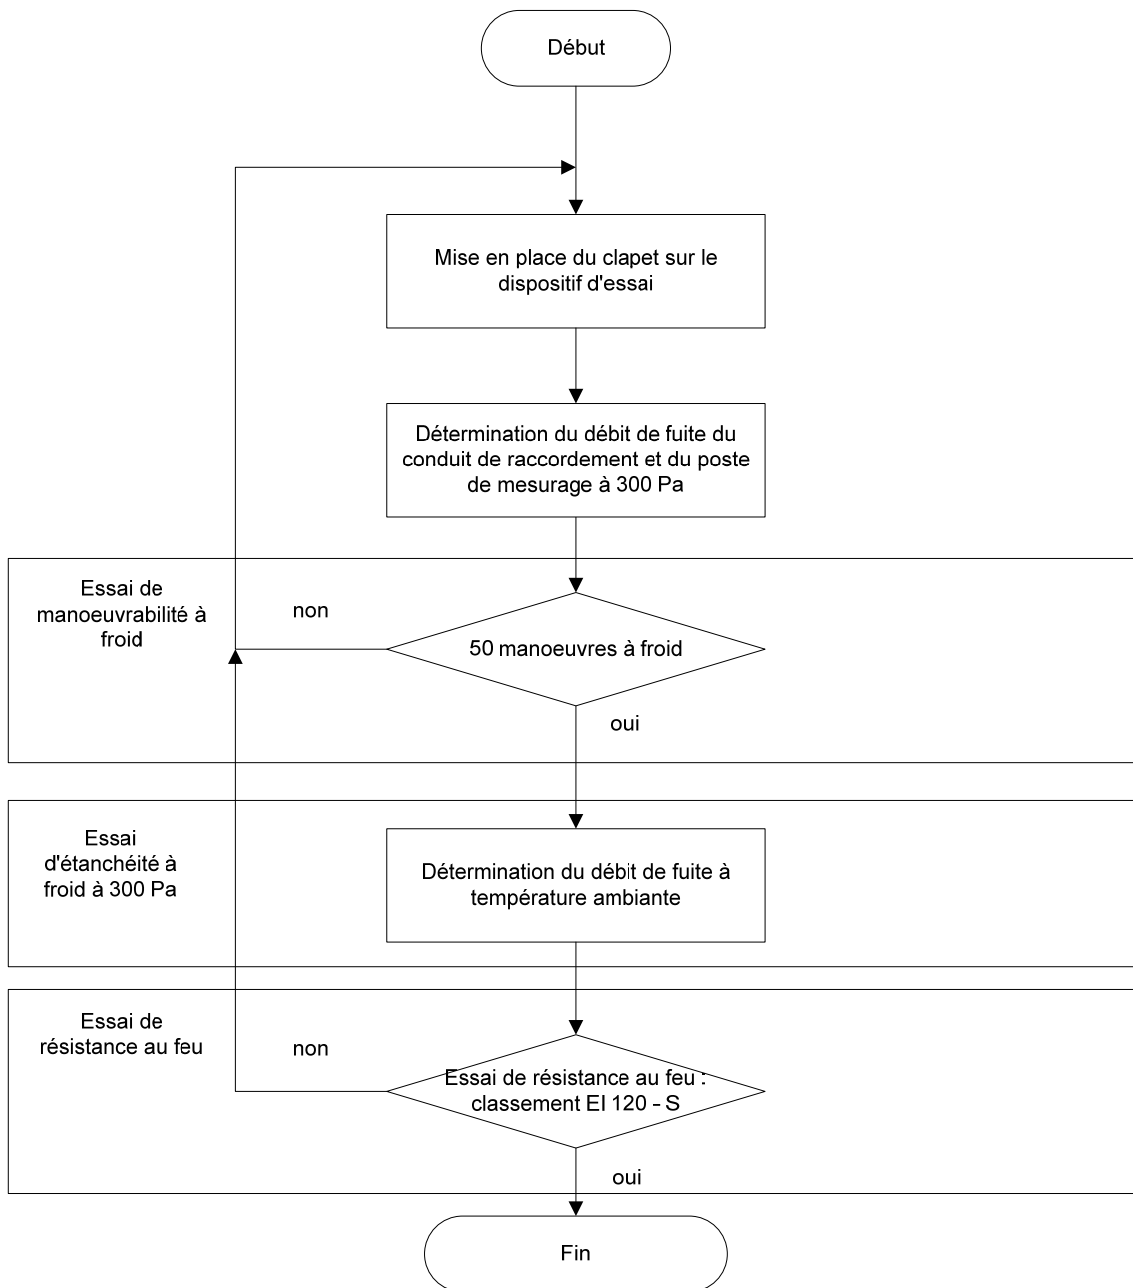 Début
Mise en place du clapet sur le
dispositif d'essai
Détermination du débit de fuite du
conduit de raccordement et du poste
de mesurage à 300 Pa
Essai de
manoeuvrabilité à
froid
non
50 manoeuvres à froid
oui
Essai
d'étanchéité à
froid à 300 Pa
Détermination du débit de fuite à
température ambiante
Essai de
résistance au feu
non
Essai de résistance au feu :
classement EI 120 - S
oui
Fin